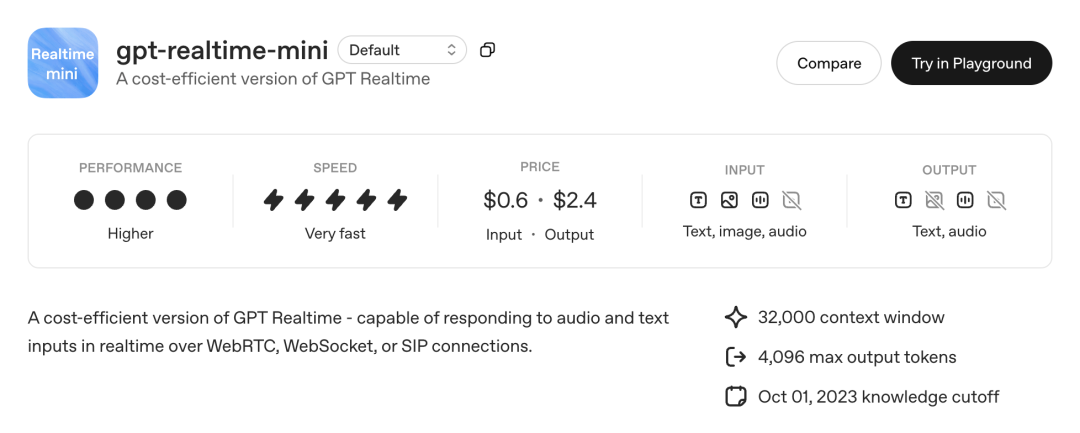 Realtime
mini
gpt-realtime-mini
Default
A cost-efficient version of GPT Realtime
Compare
Try in Playground
PERFORMANCE
Higher
SPEED
Very fast
PRICE
$0.6 • $2.4
Input • Output
INPUT
Text, image, audio
OUTPUT
Text, audio
A cost-efficient version of GPT Realtime - capable of responding to audio and text
inputs in realtime over WebRTC, WebSocket, or SIP connections.
32,000 context window
4,096 max output tokens
Oct 01, 2023 knowledge cutoff